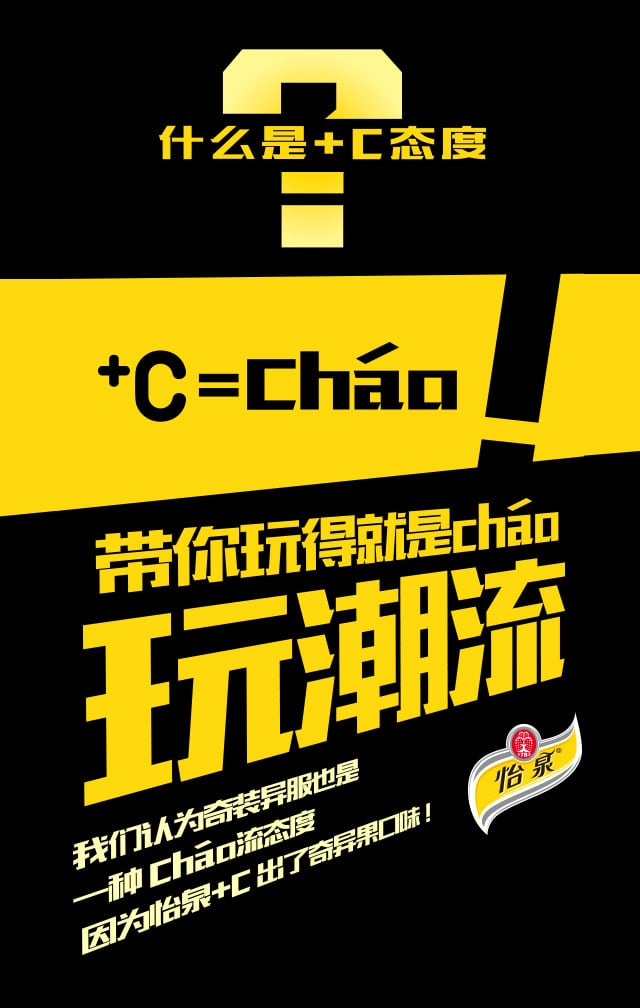 什么是+C态度
+C=Cháo!
带你玩得就是cháo
玩潮流
怡泉®
我们认为奇装异服也是
一种 Cháo流态度
因为怡泉+C 出了奇异果口味!